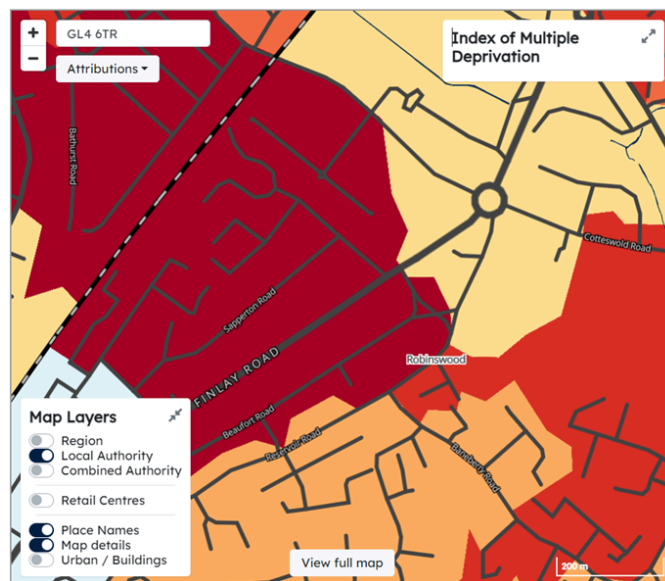 +
GL4 6TR
−
Attributions
Index of Multiple
Deprivation
Bathurst Road
Cotteswold Road
Sapperton Road
Robinswood
FINLAY ROAD
Beaufort Road
Reservoir Road
Bazeberry Road
Map Layers
Region
Local Authority
Combined Authority
Retail Centres
Place Names
Map details
Urban / Buildings
View full map
200 m